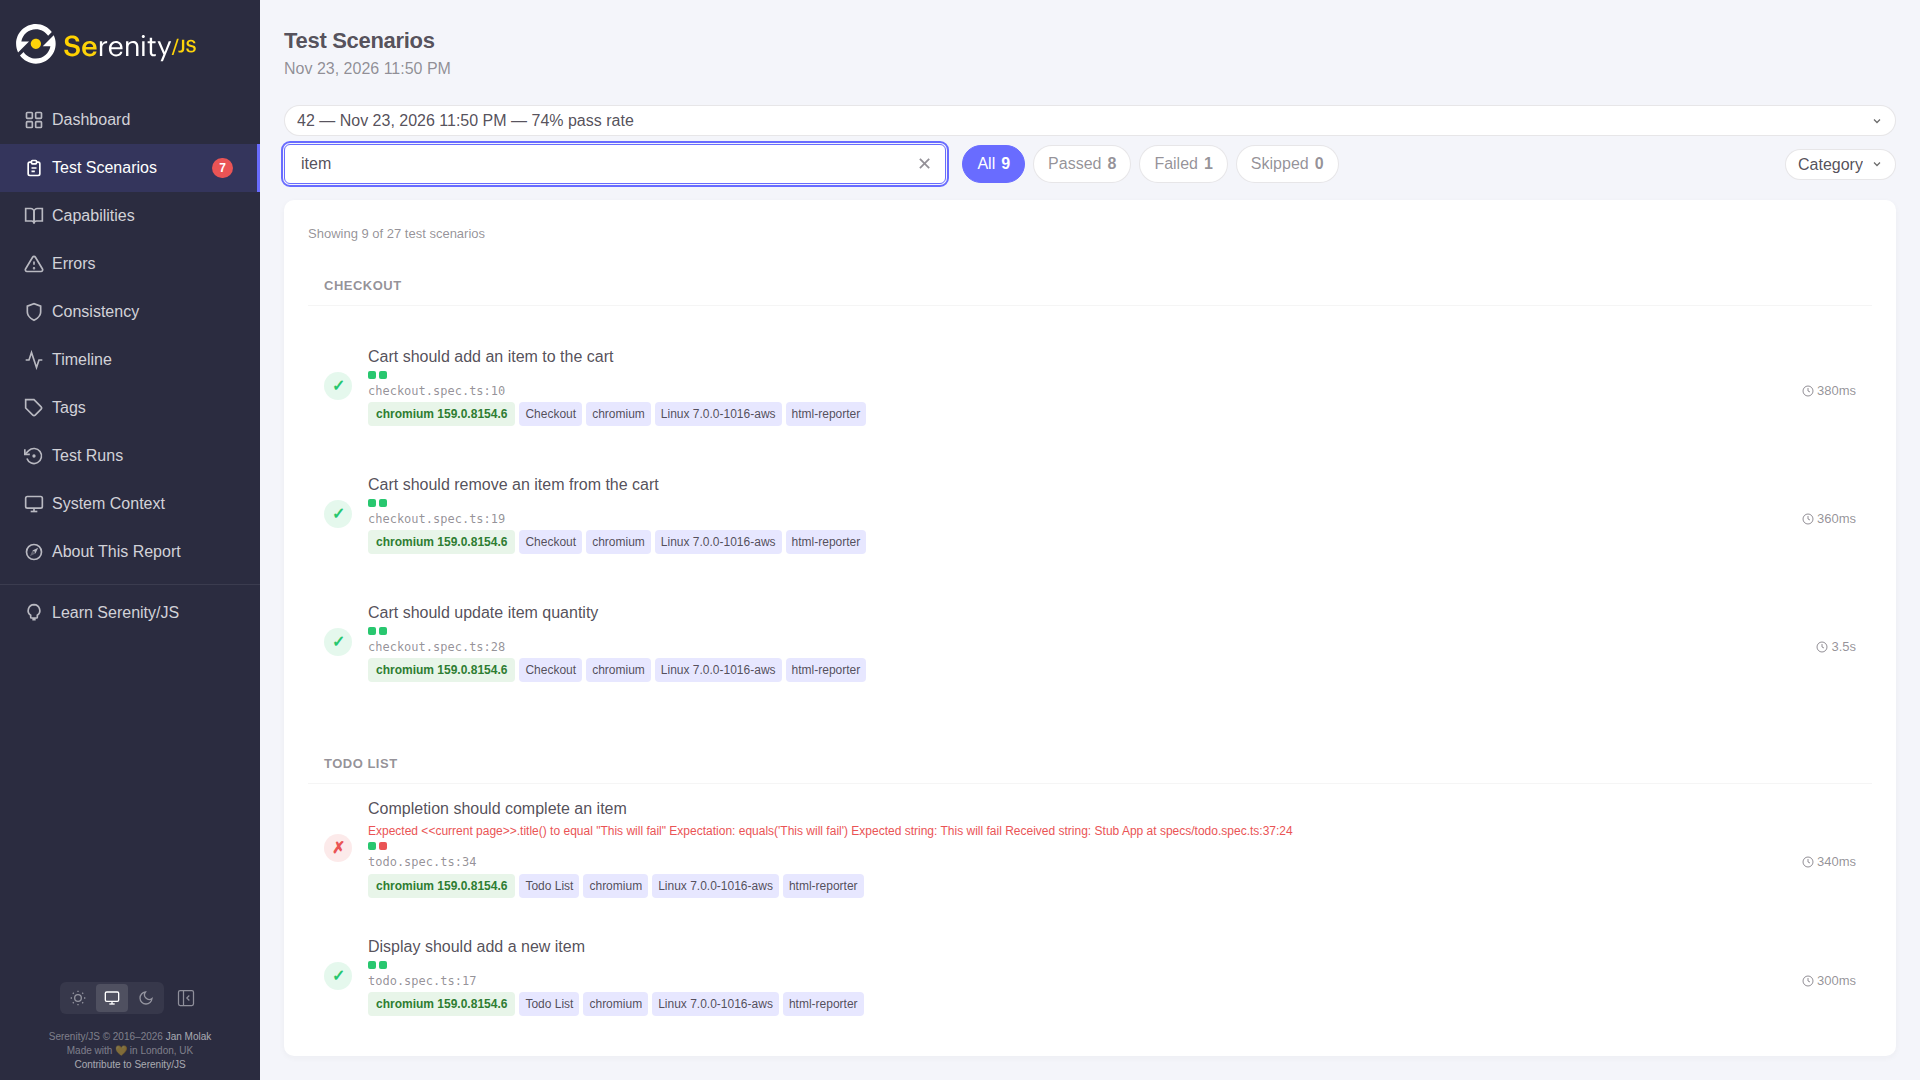 Serenity/JS
Dashboard
Test Scenarios 7
Capabilities
Errors
Consistency
Timeline
Tags
Test Runs
System Context
About This Report
Learn Serenity/JS
Serenity/JS © 2016–2026 Jan Molak
Made with 💛 in London, UK
Contribute to Serenity/JS
Test Scenarios
Nov 23, 2026 11:50 PM
42 — Nov 23, 2026 11:50 PM — 74% pass rate
item ✕ All 9 Passed 8 Failed 1 Skipped 0 Category
Showing 9 of 27 test scenarios
CHECKOUT
Cart should add an item to the cart
✓
checkout.spec.ts:10 380ms
chromium 159.0.8154.6 Checkout chromium Linux 7.0.0-1016-aws html-reporter
Cart should remove an item from the cart
✓
checkout.spec.ts:19 360ms
chromium 159.0.8154.6 Checkout chromium Linux 7.0.0-1016-aws html-reporter
Cart should update item quantity
✓
checkout.spec.ts:28 3.5s
chromium 159.0.8154.6 Checkout chromium Linux 7.0.0-1016-aws html-reporter
TODO LIST
Completion should complete an item
Expected <<current page>>.title() to equal "This will fail" Expectation: equals('This will fail') Expected string: This will fail Received string: Stub App at specs/todo.spec.ts:37:24
✗
todo.spec.ts:34 340ms
chromium 159.0.8154.6 Todo List chromium Linux 7.0.0-1016-aws html-reporter
Display should add a new item
✓
todo.spec.ts:17 300ms
chromium 159.0.8154.6 Todo List chromium Linux 7.0.0-1016-aws html-reporter